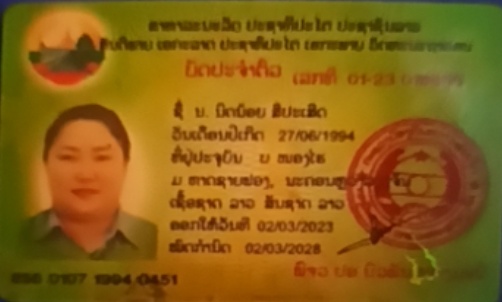 ສາທາລະນະລັດ ປະຊາທິປະໄຕ ປະຊາຊົນລາວ
ສັນຕິພາບ ເອກະລາດ ປະຊາທິປະໄຕ ເອກະພາບ ວັດທະນະຖາວອນ
ບັດປະຈຳຕົວ ເລກທີ 01-23
ຊື່ ນ. ນິດນ້ອຍ ສີປະເສີດ
ວັນເດືອນປີເກີດ 27/06/1994
ທີ່ຢູ່ປະຈຸບັນ ບ ໜອງໄຮ
ມ ຫາດຊາຍຟອງ, ນະຄອນຫຼວງ
ເຊື້ອຊາດ ລາວ ສັນຊາດ ລາວ
ອອກໃຫ້ວັນທີ 02/03/2023
ໝົດກຳນົດ 02/03/2028
0107 1994 0451